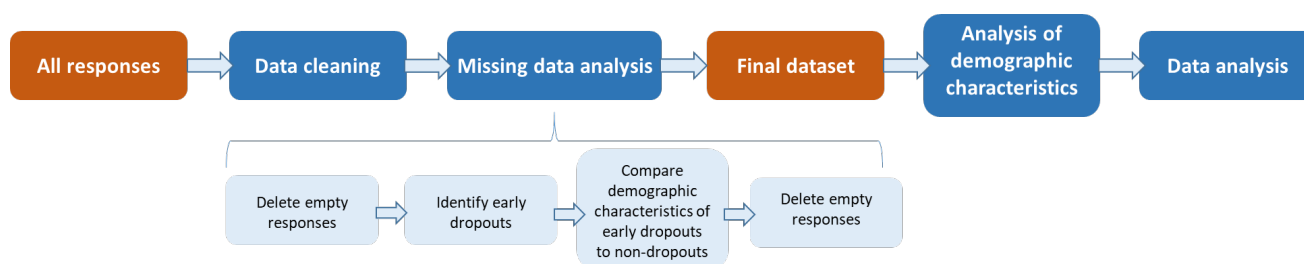 All responses
Data cleaning
Missing data analysis
Final dataset
Analysis of
demographic
characteristics
Data analysis
Delete empty
responses
Identify early
dropouts
Compare
demographic
characteristics of
early dropouts
to non-dropouts
Delete empty
responses